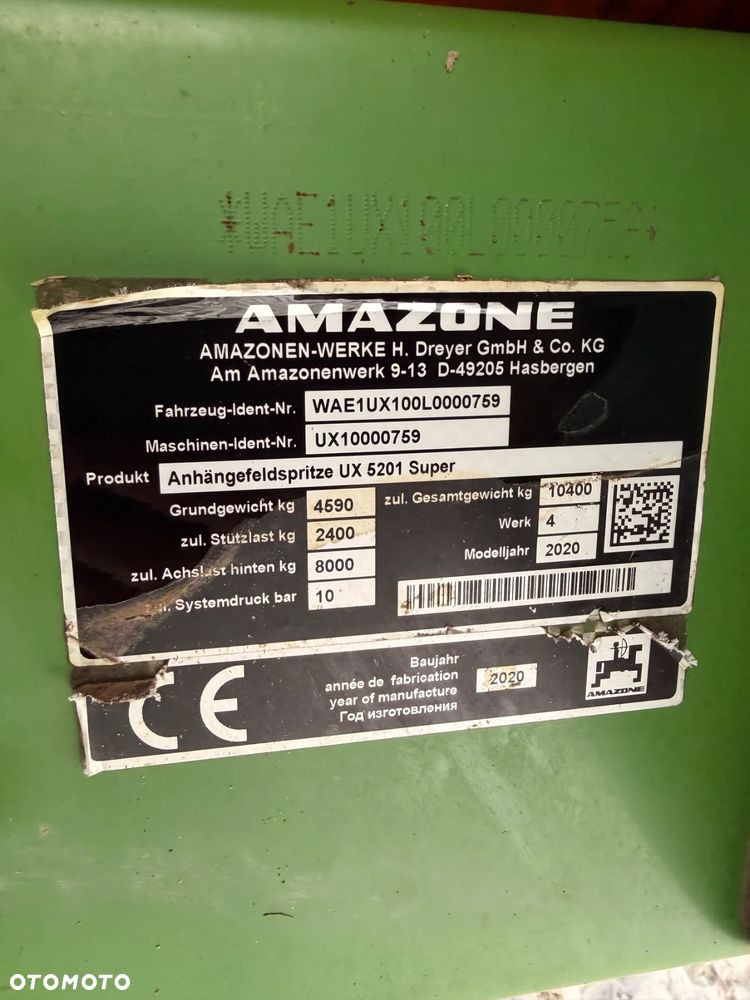 *WAE1UX100L0000759*
AMAZONE
AMAZONEN-WERKE H. Dreyer GmbH & Co. KG
Am Amazonenwerk 9-13 D-49205 Hasbergen
Fahrzeug-Ident-Nr. WAE1UX100L0000759
Maschinen-Ident-Nr. UX10000759
Produkt Anhängefeldspritze UX 5201 Super
Grundgewicht kg 4590 zul. Gesamtgewicht kg 10400
zul. Stützlast kg 2400 Werk 4
zul. Achslast hinten kg 8000 Modelljahr 2020
zul. Systemdruck bar 10
CE
Baujahr
année de fabrication
year of manufacture
Год изготовления
2020
AMAZONE
OTOMOTO